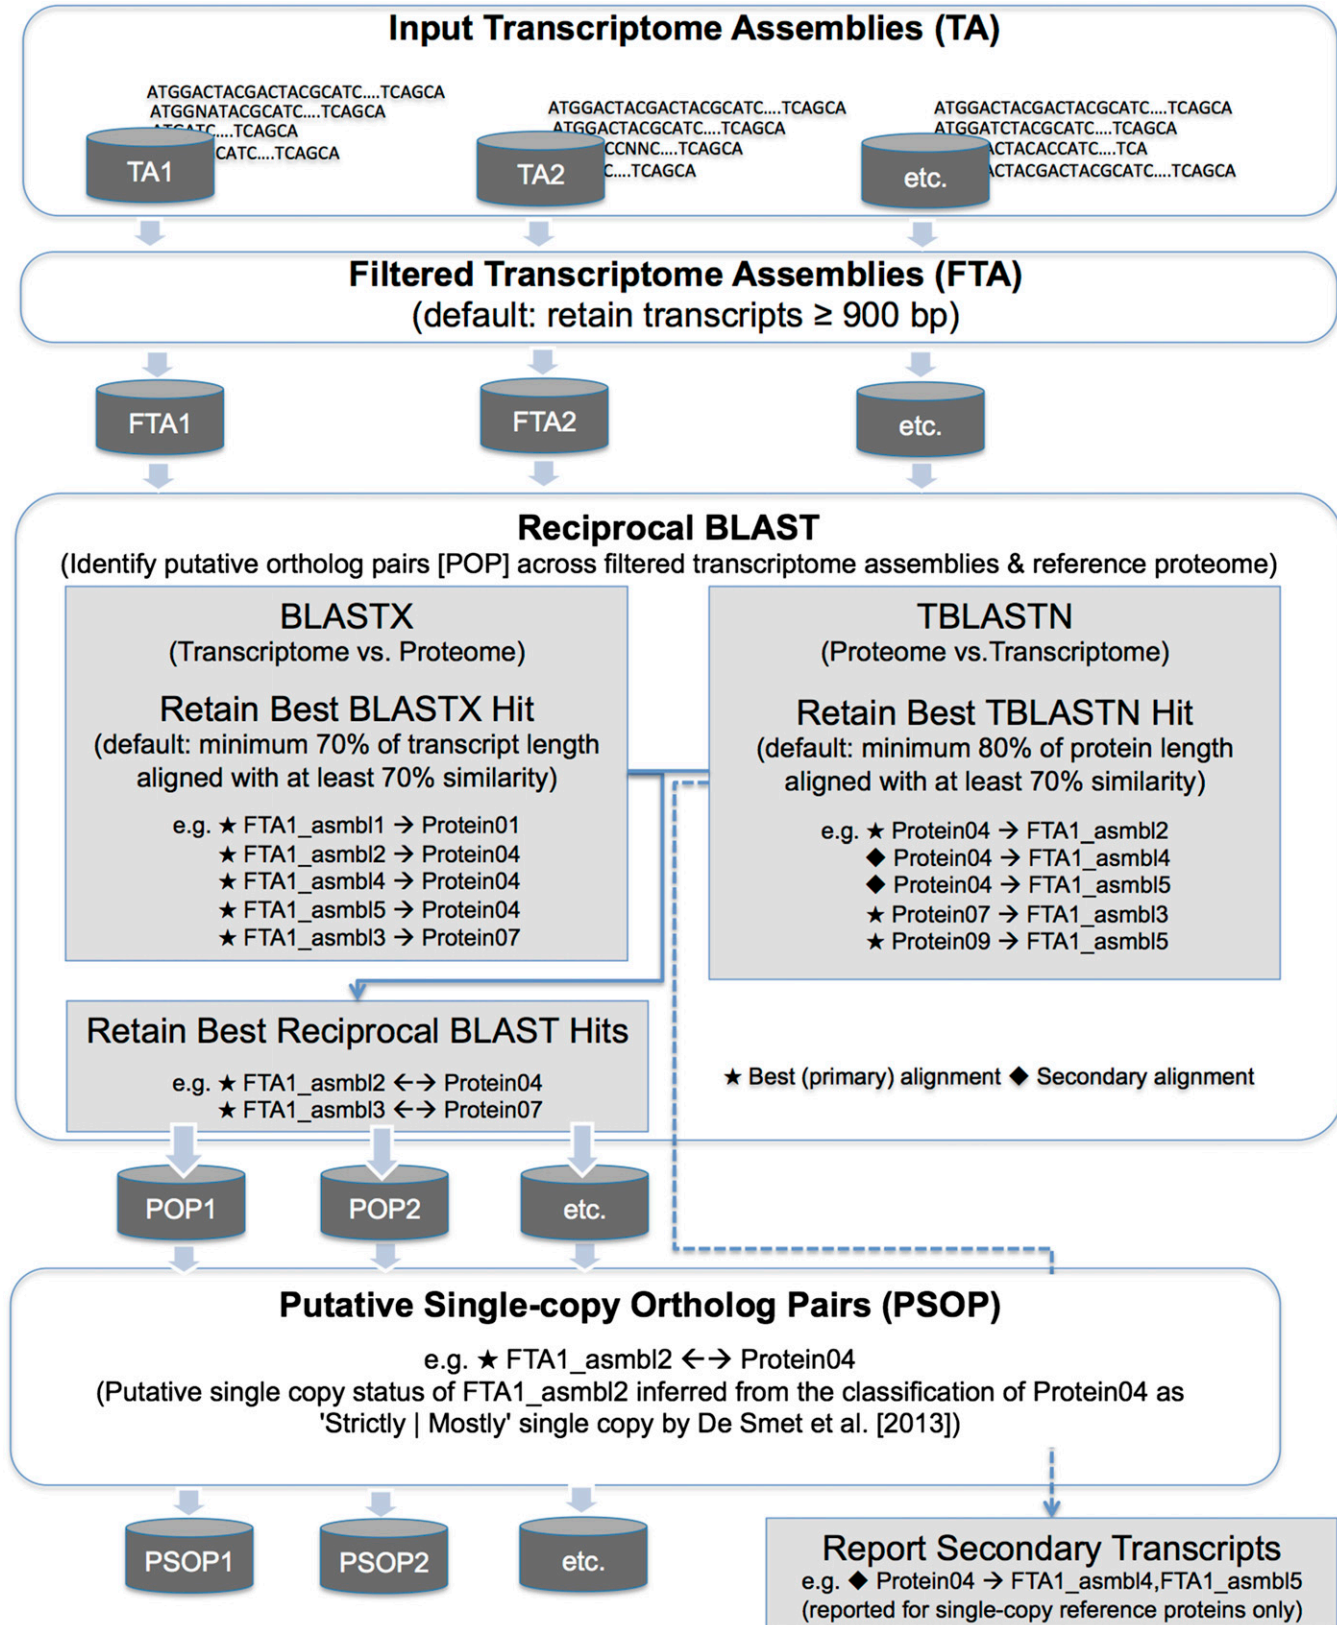 Input Transcriptome Assemblies (TA)
ATGGACTACGACTACGCATC....TCAGCA
ATGGNATACGCATC....TCAGCA
ATGATC....TCAGCA
CATC....TCAGCA
TA1
ATGGACTACGACTACGCATC....TCAGCA
ATGGACTACGCATC....TCAGCA
CCNNC....TCAGCA
C....TCAGCA
TA2
ATGGACTACGACTACGCATC....TCAGCA
ATGGATCTACGCATC....TCAGCA
ACTACACCATC....TCA
ACTACGACTACGCATC....TCAGCA
etc.
Filtered Transcriptome Assemblies (FTA)
(default: retain transcripts ≥ 900 bp)
FTA1
FTA2
etc.
Reciprocal BLAST
(Identify putative ortholog pairs [POP] across filtered transcriptome assemblies & reference proteome)
BLASTX
(Transcriptome vs. Proteome)
Retain Best BLASTX Hit
(default: minimum 70% of transcript length
aligned with at least 70% similarity)
e.g. ★ FTA1_asmbl1 → Protein01
★ FTA1_asmbl2 → Protein04
★ FTA1_asmbl4 → Protein04
★ FTA1_asmbl5 → Protein04
★ FTA1_asmbl3 → Protein07
TBLASTN
(Proteome vs.Transcriptome)
Retain Best TBLASTN Hit
(default: minimum 80% of protein length
aligned with at least 70% similarity)
e.g. ★ Protein04 → FTA1_asmbl2
◆ Protein04 → FTA1_asmbl4
◆ Protein04 → FTA1_asmbl5
★ Protein07 → FTA1_asmbl3
★ Protein09 → FTA1_asmbl5
Retain Best Reciprocal BLAST Hits
e.g. ★ FTA1_asmbl2 ←→ Protein04
★ FTA1_asmbl3 ←→ Protein07
★ Best (primary) alignment ◆ Secondary alignment
POP1
POP2
etc.
Putative Single-copy Ortholog Pairs (PSOP)
e.g. ★ FTA1_asmbl2 ←→ Protein04
(Putative single copy status of FTA1_asmbl2 inferred from the classification of Protein04 as
'Strictly | Mostly' single copy by De Smet et al. [2013])
PSOP1
PSOP2
etc.
Report Secondary Transcripts
e.g. ◆ Protein04 → FTA1_asmbl4,FTA1_asmbl5
(reported for single-copy reference proteins only)